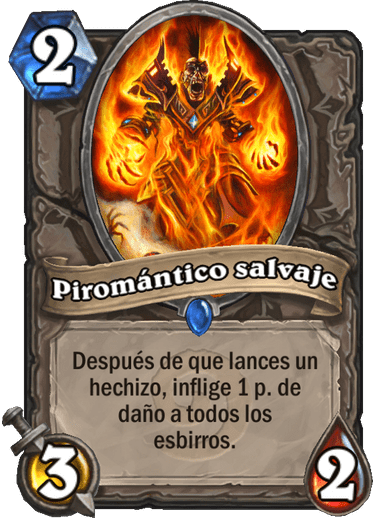 2
Piromántico salvaje
Después de que lances un
hechizo, inflige 1 p. de
daño a todos los
esbirros.
3
2